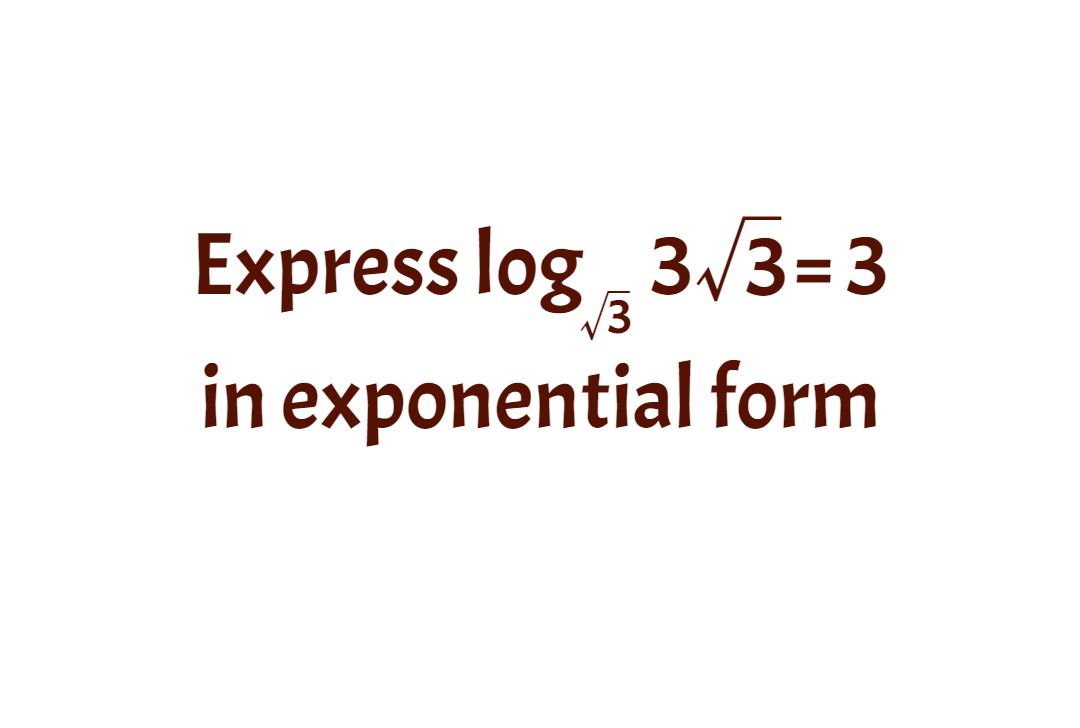 Express log√3 3√3 = 3
in exponential form